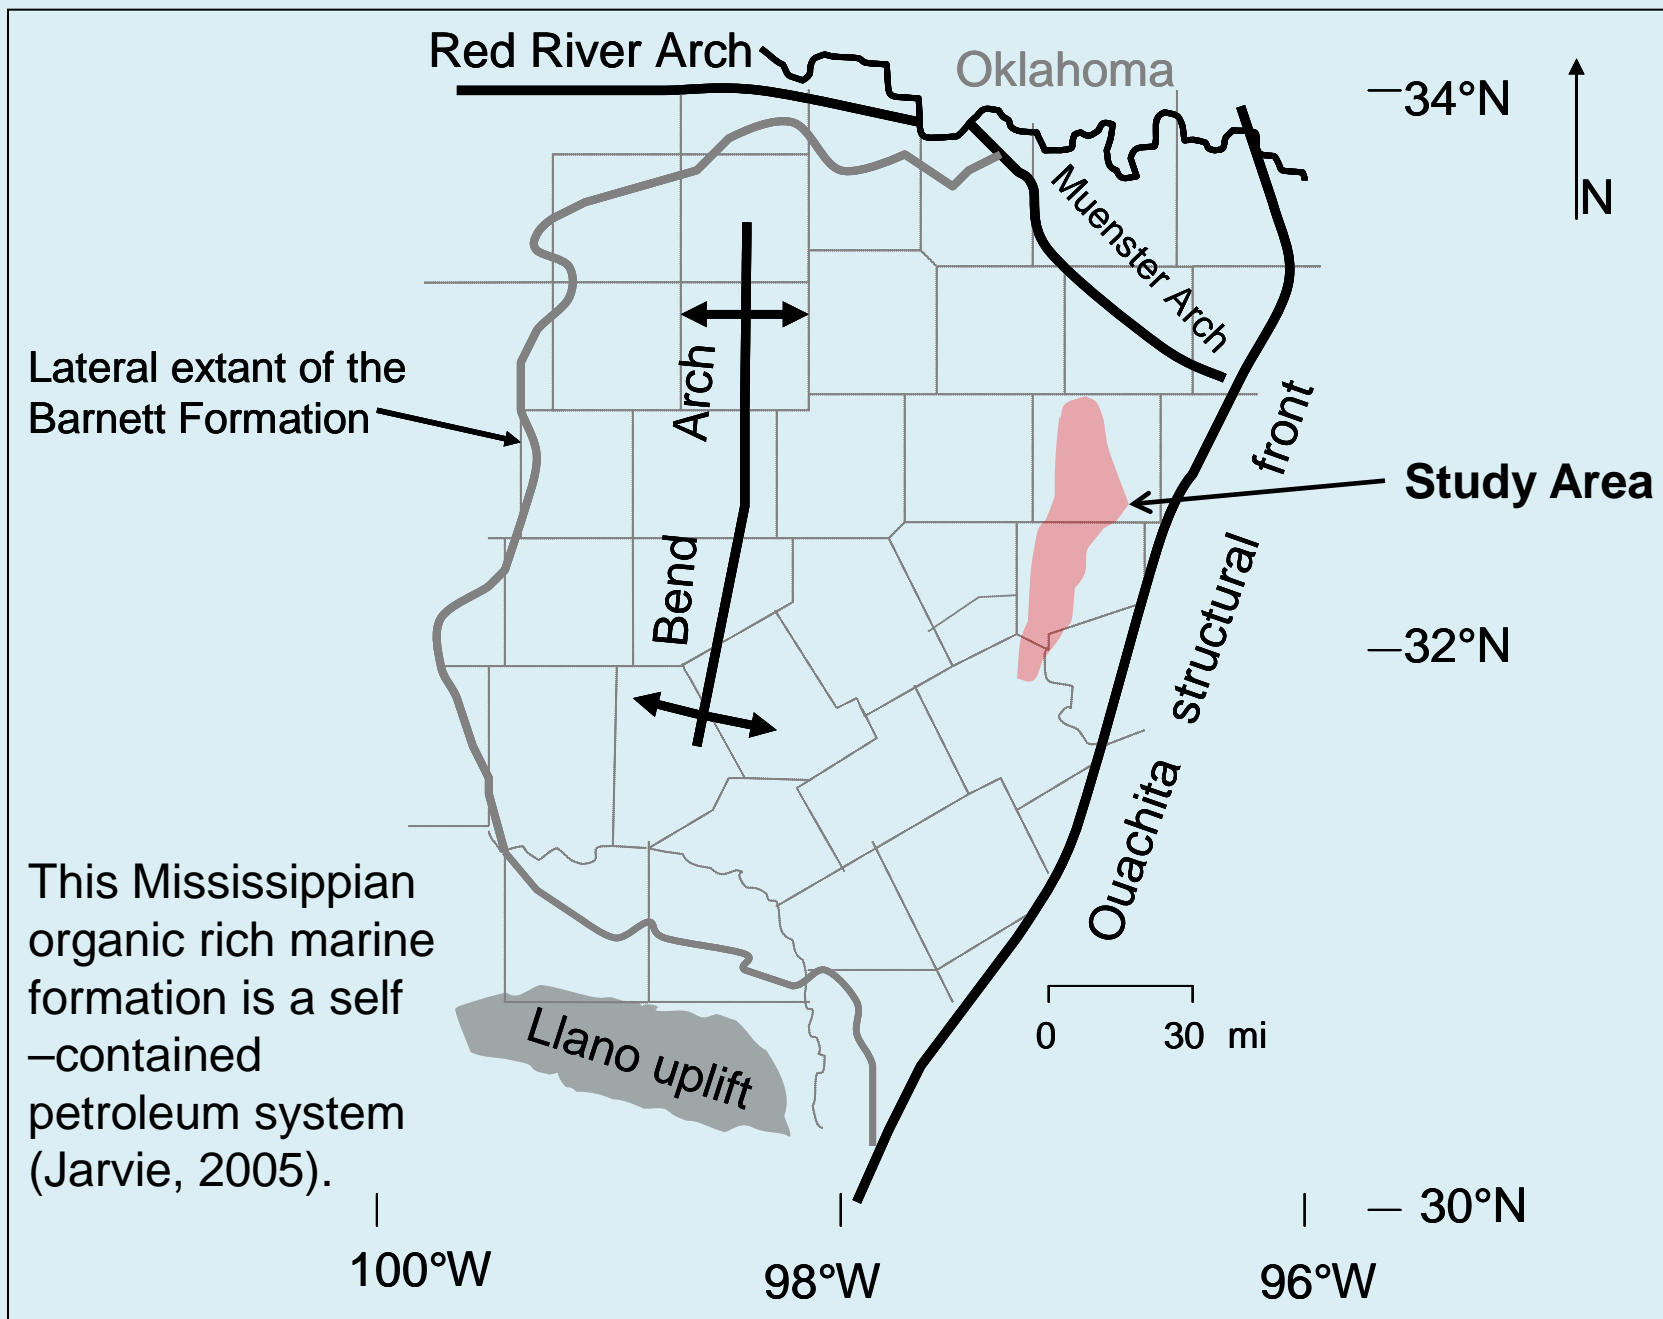 Red River Arch
Oklahoma
34°N
N
Muenster Arch
Lateral extant of the
Barnett Formation
Bend Arch
Study Area
32°N
Ouachita structural front
This Mississippian
organic rich marine
formation is a self
–contained
petroleum system
(Jarvie, 2005).
Llano uplift
0 30 mi
30°N
100°W
98°W
96°W